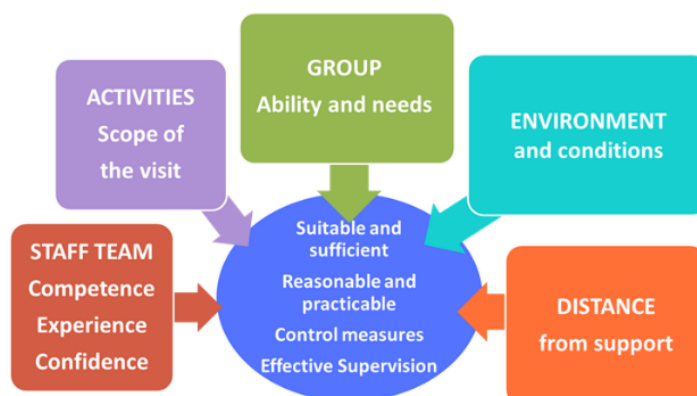 GROUP
Ability and needs
ACTIVITIES
Scope of
the visit
ENVIRONMENT
and conditions
STAFF TEAM
Competence
Experience
Confidence
Suitable and
sufficient
Reasonable and
practicable
Control measures
Effective Supervision
DISTANCE
from support